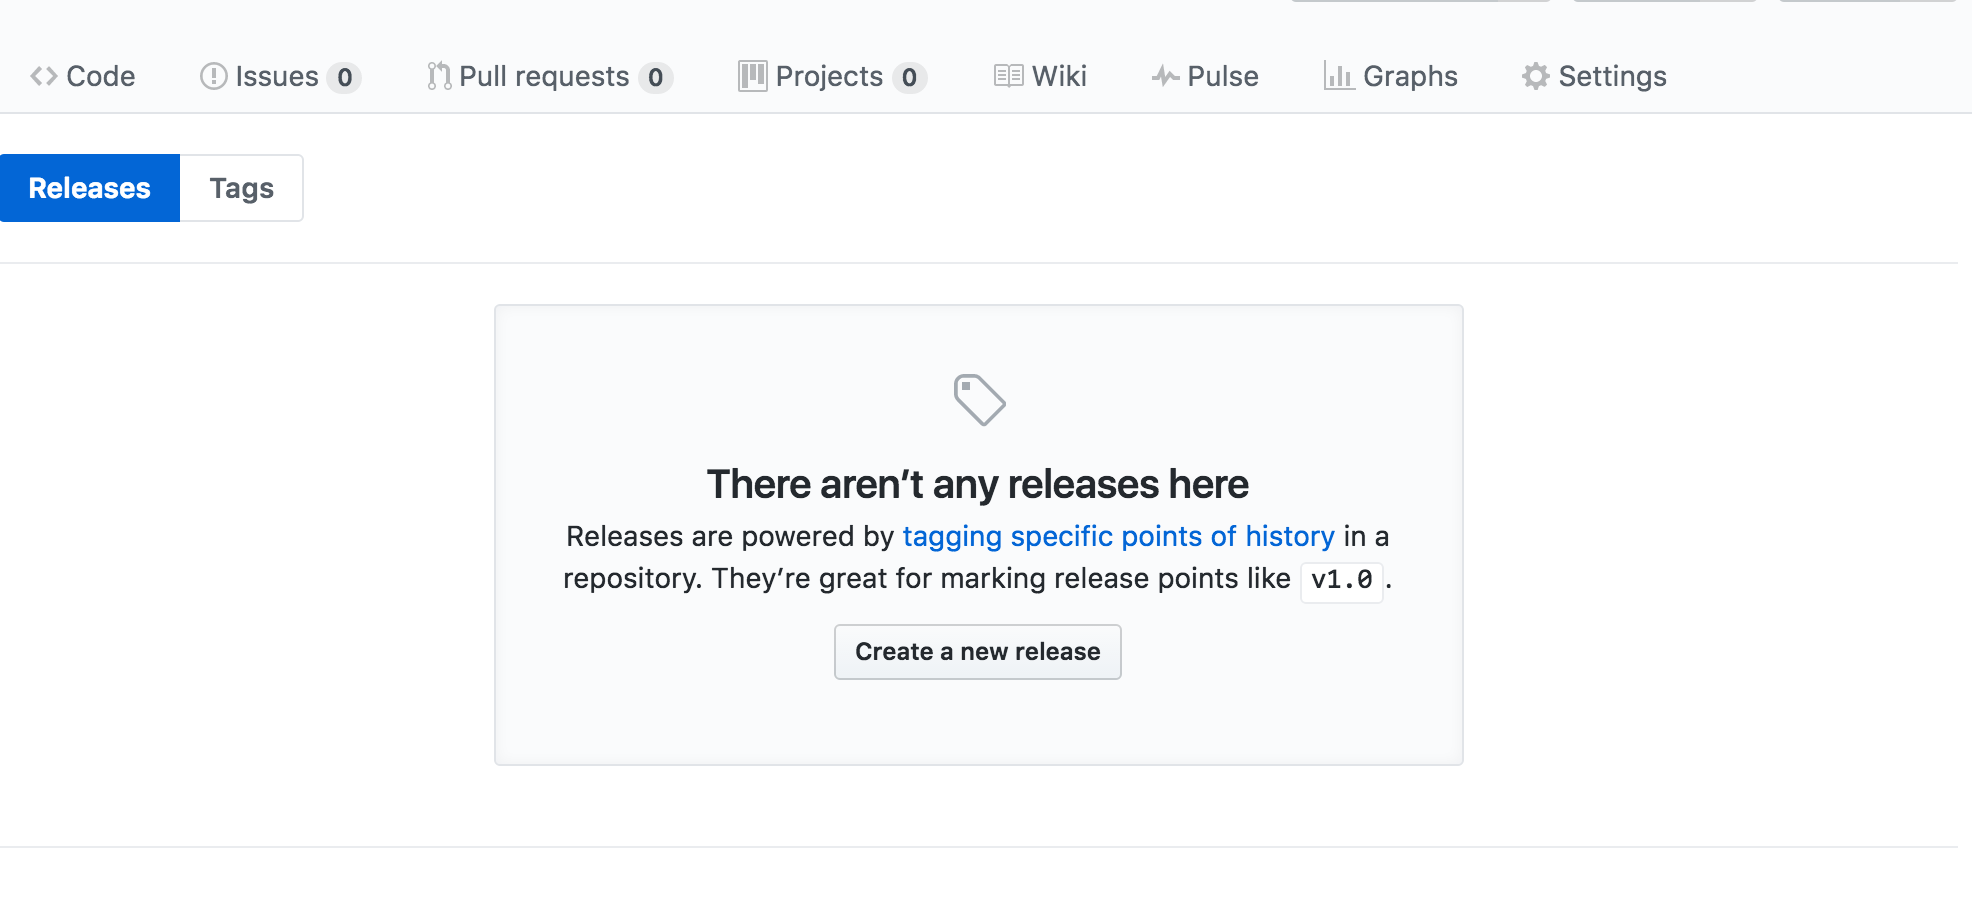 Code Issues 0 Pull requests 0 Projects 0 Wiki Pulse Graphs Settings
Releases Tags
There aren’t any releases here
Releases are powered by tagging specific points of history in a
repository. They’re great for marking release points like v1.0.
Create a new release